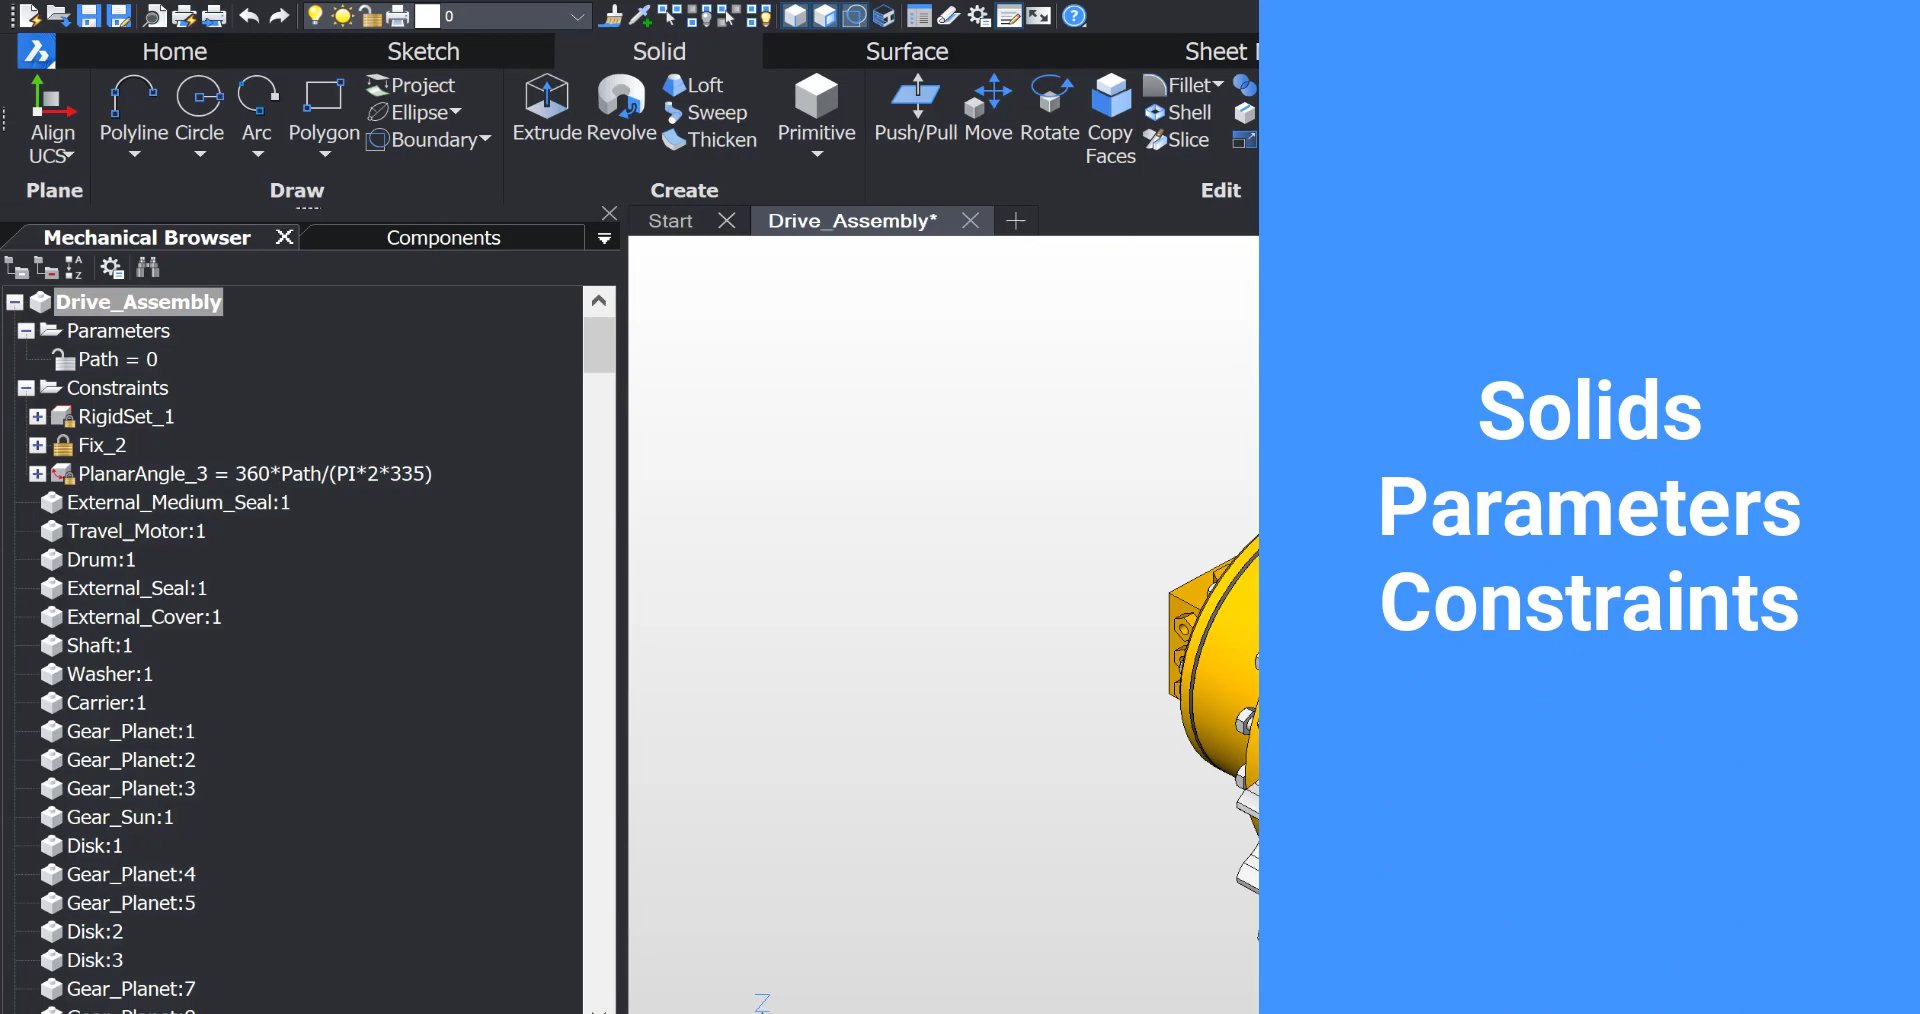 0
Home Sketch Solid Surface Sheet
Align UCS Polyline Circle Arc Polygon Project Ellipse Boundary Extrude Revolve Loft Sweep Thicken Primitive Push/Pull Move Rotate Copy Faces Fillet Shell Slice
Plane Draw Create Edit
Start Drive_Assembly*
Mechanical Browser Components
Drive_Assembly
Parameters
Path = 0
Constraints
RigidSet_1
Fix_2
PlanarAngle_3 = 360*Path/(PI*2*335)
External_Medium_Seal:1
Travel_Motor:1
Drum:1
External_Seal:1
External_Cover:1
Shaft:1
Washer:1
Carrier:1
Gear_Planet:1
Gear_Planet:2
Gear_Planet:3
Gear_Sun:1
Disk:1
Gear_Planet:4
Gear_Planet:5
Disk:2
Disk:3
Gear_Planet:7
Z
Solids
Parameters
Constraints